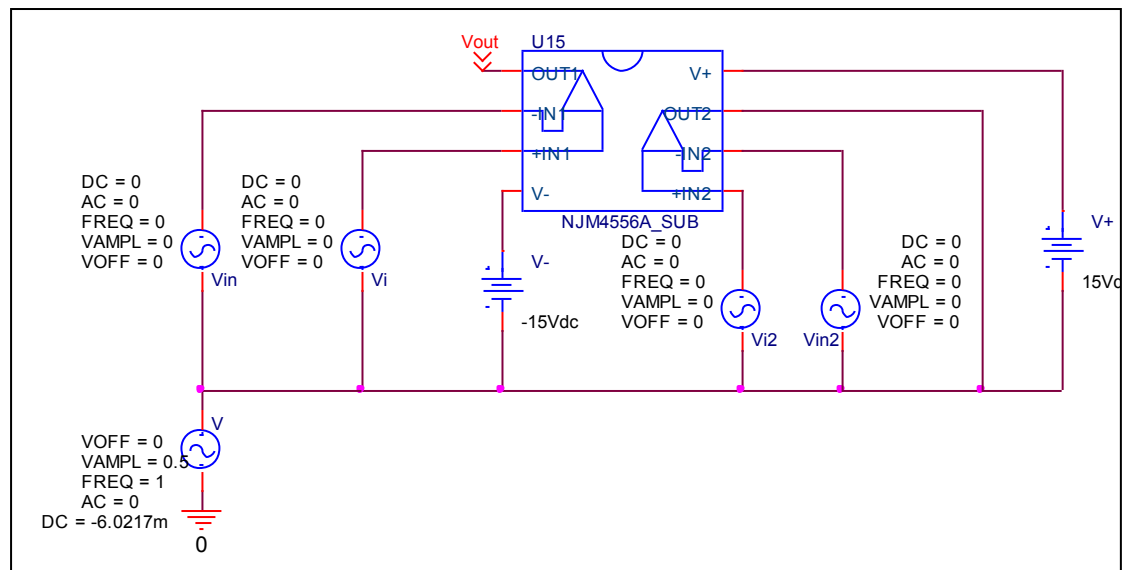 Vout
U15
OUT1
V+
-IN1
OUT2
+IN1
-IN2
V-
+IN2
NJM4556A_SUB
DC = 0
AC = 0
FREQ = 0
VAMPL = 0
VOFF = 0
Vin
DC = 0
AC = 0
FREQ = 0
VAMPL = 0
VOFF = 0
Vi
V-
-15Vdc
DC = 0
AC = 0
FREQ = 0
VAMPL = 0
VOFF = 0
Vi2
DC = 0
AC = 0
FREQ = 0
VAMPL = 0
VOFF = 0
Vin2
V+
V
VOFF = 0
VAMPL = 0.5
FREQ = 1
AC = 0
DC = -6.0217m
0